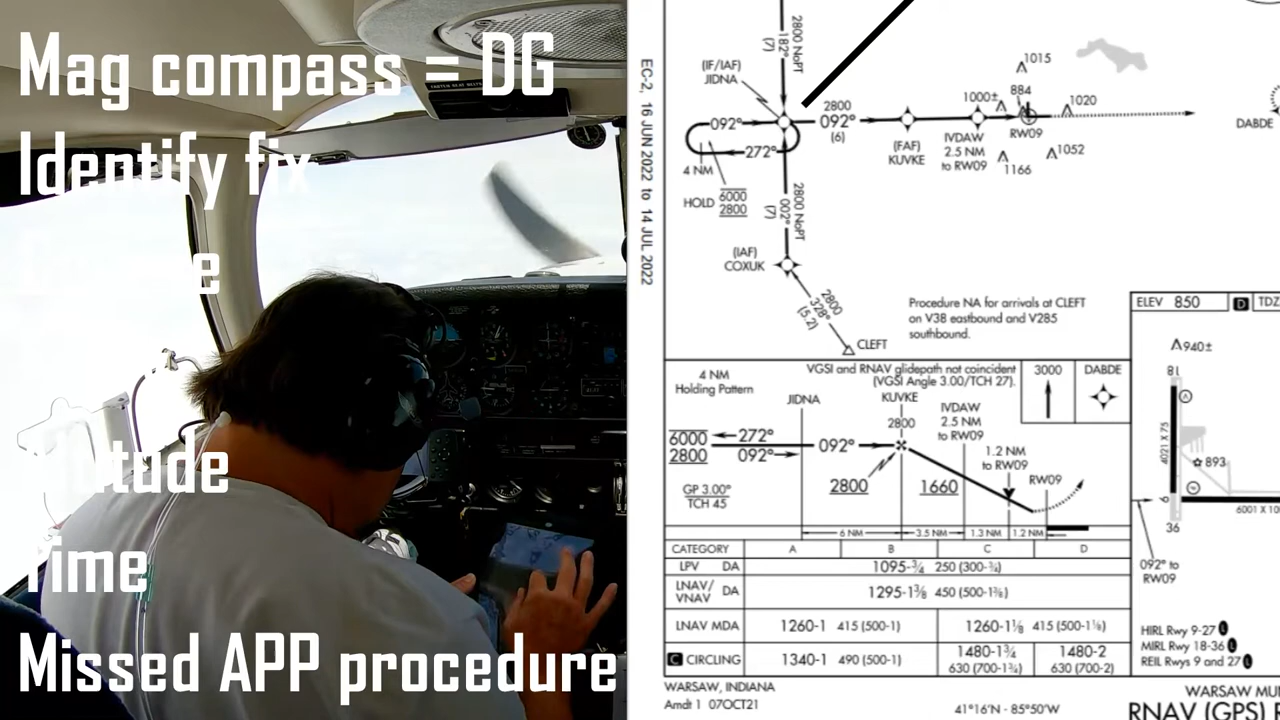 Mag compass = DG
Identify fix
Time
Missed APP procedure
EC-2, 16 JUN 2022 to 14 JUL 2022
2800 NoPT
182°
(7)
(IF/IAF)
JIDNA
092°
272°
4 NM
HOLD 6000
2800
2800
092°
(6)
(FAF)
KUVKE
IVDAW
2.5 NM
to RW09
1015
1000±
884
1020
RW09
1052
1166
DABDE
2800 NoPT
002°
(7)
(IAF)
COXUK
2800
328°
(5.2)
CLEFT
Procedure NA for arrivals at CLEFT
on V38 eastbound and V285
southbound.
ELEV 850
D
TDZ
940±
18
4021 X 75
A
893
V
9
36
6001 X 10
092° to
RW09
HIRL Rwy 9-27 L
MIRL Rwy 18-36 L
REIL Rwys 9 and 27 L
4 NM
Holding Pattern
VGSI and RNAV glidepath not coincident
(VGSI Angle 3.00/TCH 27).
3000
DABDE
JIDNA
KUVKE
2800
IVDAW
2.5 NM
to RW09
1.2 NM
to RW09
RW09
6000
2800
272°
092°
092°
2800
1660
GP 3.00°
TCH 45
6 NM
3.5 NM
1.3 NM
1.2 NM
CATEGORY A B C D
LPV DA 1095-¾ 250 (300-¾)
LNAV/
VNAV DA 1295-1⅜ 450 (500-1⅜)
LNAV MDA 1260-1 415 (500-1) 1260-1⅛ 415 (500-1⅛)
C CIRCLING 1340-1 490 (500-1) 1480-1¾ 630 (700-1¾) 1480-2 630 (700-2)
WARSAW, INDIANA
Amdt 1 07OCT21
41°16'N - 85°50'W
WARSAW MU
RNAV (GPS)